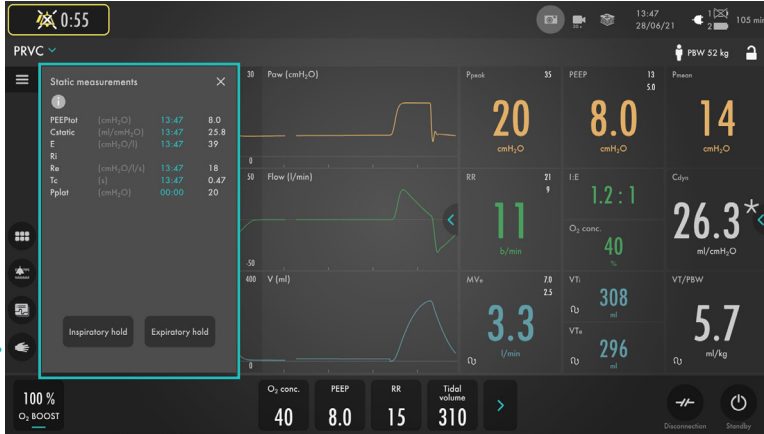 0:55
30 s
13:47
28/06/21
1
2
105 min
PRVC
PBW 52 kg
Static measurements
PEEPtot (cmH₂O) 13:47 8.0
Cstatic (ml/cmH₂O) 13:47 25.8
E (cmH₂O/l) 13:47 39
Ri
Re (cmH₂O/l/s) 13:47 18
Tc (s) 13:47 0.47
Pplat (cmH₂O) 00:00 20
Inspiratory hold Expiratory hold
30 Paw (cmH₂O)
0
50 Flow (l/min)
-50
400 V (ml)
0
Ppeak 35
20
cmH₂O
PEEP 13
5.0
8.0
cmH₂O
Pmean
14
cmH₂O
RR 21
9
11
b/min
I:E
1.2 : 1
O₂ conc.
40
%
Cdyn
26.3*
ml/cmH₂O
MVe 7.0
2.5
3.3
l/min
VTi
308
ml
VTe
296
ml
VT/PBW
5.7
ml/kg
100 %
O₂ BOOST
O₂ conc.
40
PEEP
8.0
RR
15
Tidal
volume
310
Disconnection
Standby